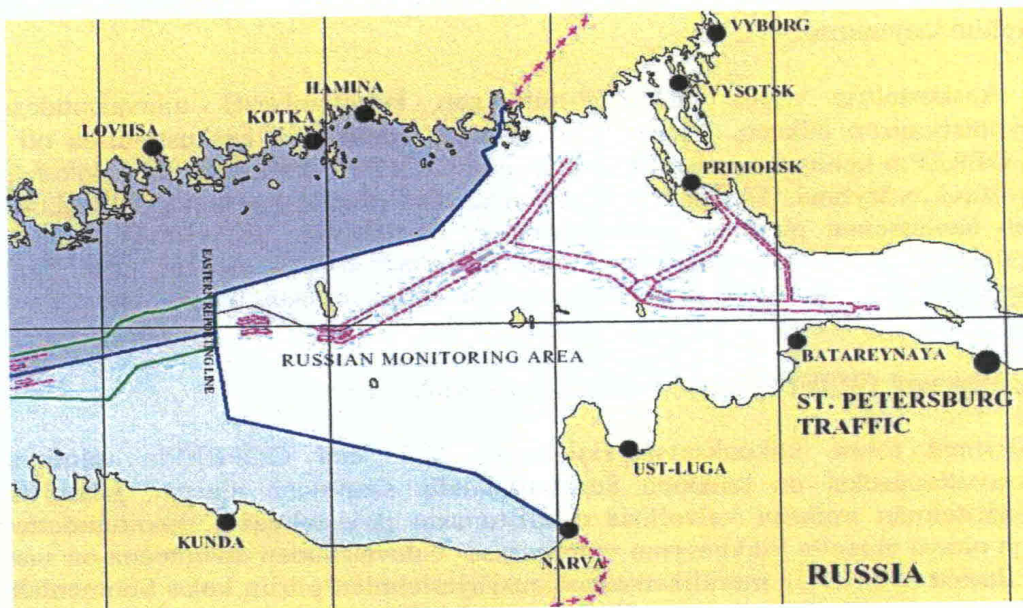 VYBORG
VYSOTSK
HAMINA
KOTKA
LOVIISA
PRIMORSK
EASTERN REPORTING LINE
RUSSIAN MONITORING AREA
BATAREYNAYA
ST. PETERSBURG
TRAFFIC
UST-LUGA
KUNDA
NARVA
RUSSIA